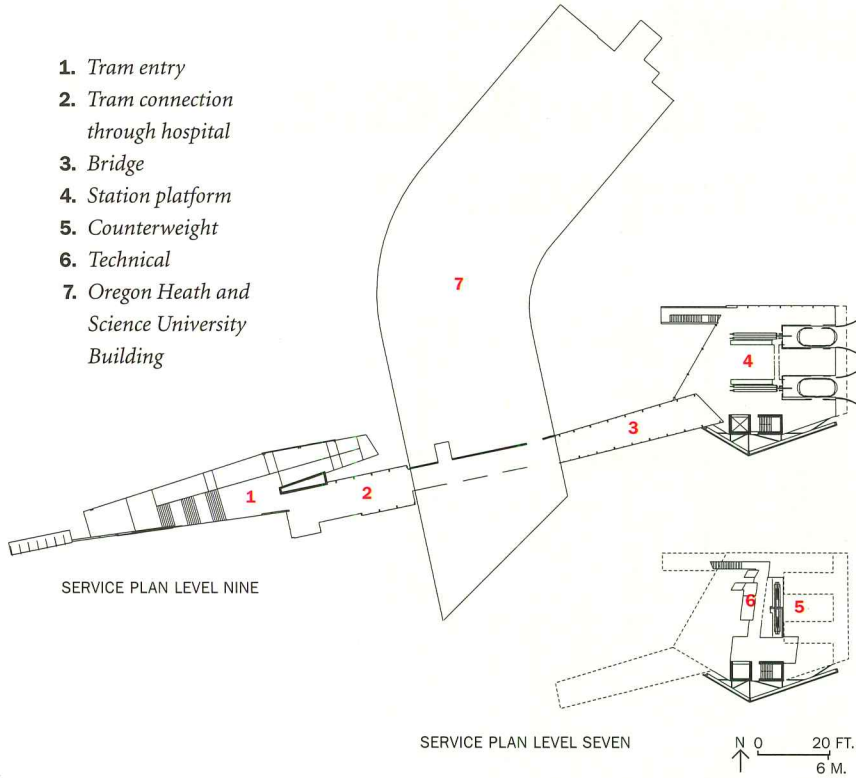 1. Tram entry
2. Tram connection
through hospital
3. Bridge
4. Station platform
5. Counterweight
6. Technical
7. Oregon Heath and
Science University
Building
7
4
3
1
2
SERVICE PLAN LEVEL NINE
6
5
SERVICE PLAN LEVEL SEVEN
N 0 20 FT.
6 M.